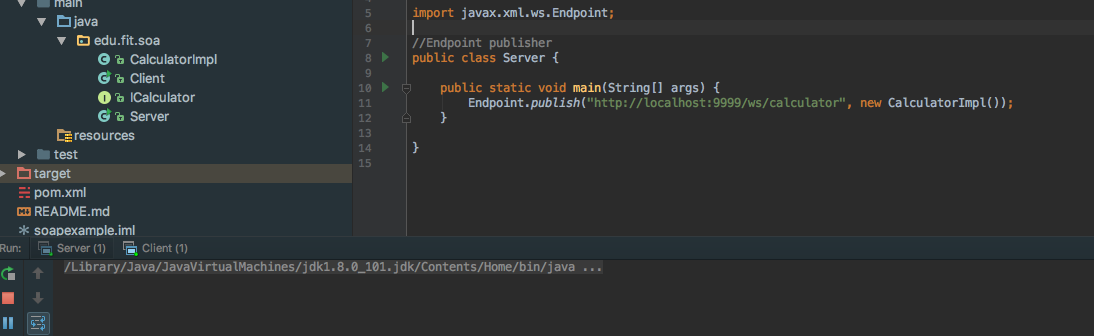 main
java
edu.fit.soa
CalculatorImpl
Client
ICalculator
Server
resources
test
target
pom.xml
README.md
soapexample.iml
5 import javax.xml.ws.Endpoint;
6
7 //Endpoint publisher
8 public class Server {
9
10 public static void main(String[] args) {
11 Endpoint.publish("http://localhost:9999/ws/calculator", new CalculatorImpl());
12 }
13
14 }
15
Run: Server (1) Client (1)
/Library/Java/JavaVirtualMachines/jdk1.8.0_101.jdk/Contents/Home/bin/java ...